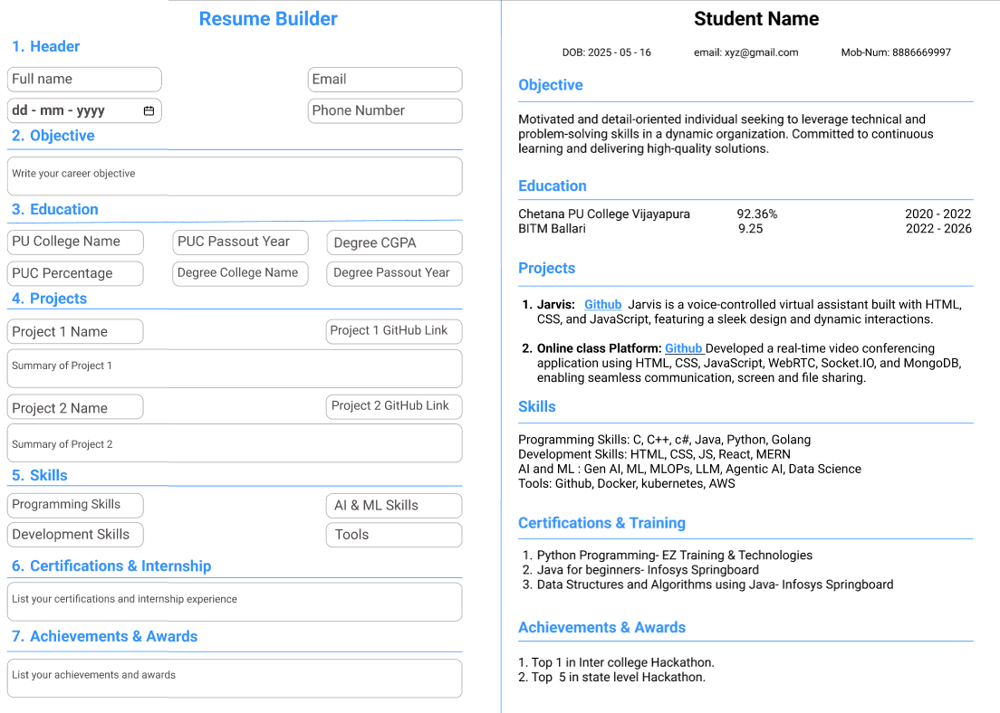 Resume Builder
1. Header
Full name
Email
dd - mm - yyyy
Phone Number
2. Objective
Write your career objective
3. Education
PU College Name
PUC Passout Year
Degree CGPA
PUC Percentage
Degree College Name
Degree Passout Year
4. Projects
Project 1 Name
Project 1 GitHub Link
Summary of Project 1
Project 2 Name
Project 2 GitHub Link
Summary of Project 2
5. Skills
Programming Skills
AI & ML Skills
Development Skills
Tools
6. Certifications & Internship
List your certifications and internship experience
7. Achievements & Awards
List your achievements and awards
Student Name
DOB: 2025 - 05 - 16 email: xyz@gmail.com Mob-Num: 8886669997
Objective
Motivated and detail-oriented individual seeking to leverage technical and
problem-solving skills in a dynamic organization. Committed to continuous
learning and delivering high-quality solutions.
Education
Chetana PU College Vijayapura 92.36% 2020 - 2022
BITM Ballari 9.25 2022 - 2026
Projects
1. Jarvis: Github Jarvis is a voice-controlled virtual assistant built with HTML,
CSS, and JavaScript, featuring a sleek design and dynamic interactions.
2. Online class Platform: Github Developed a real-time video conferencing
application using HTML, CSS, JavaScript, WebRTC, Socket.IO, and MongoDB,
enabling seamless communication, screen and file sharing.
Skills
Programming Skills: C, C++, c#, Java, Python, Golang
Development Skills: HTML, CSS, JS, React, MERN
AI and ML : Gen AI, ML, MLOPs, LLM, Agentic AI, Data Science
Tools: Github, Docker, kubernetes, AWS
Certifications & Training
1. Python Programming- EZ Training & Technologies
2. Java for beginners- Infosys Springboard
3. Data Structures and Algorithms using Java- Infosys Springboard
Achievements & Awards
1. Top 1 in Inter college Hackathon.
2. Top 5 in state level Hackathon.